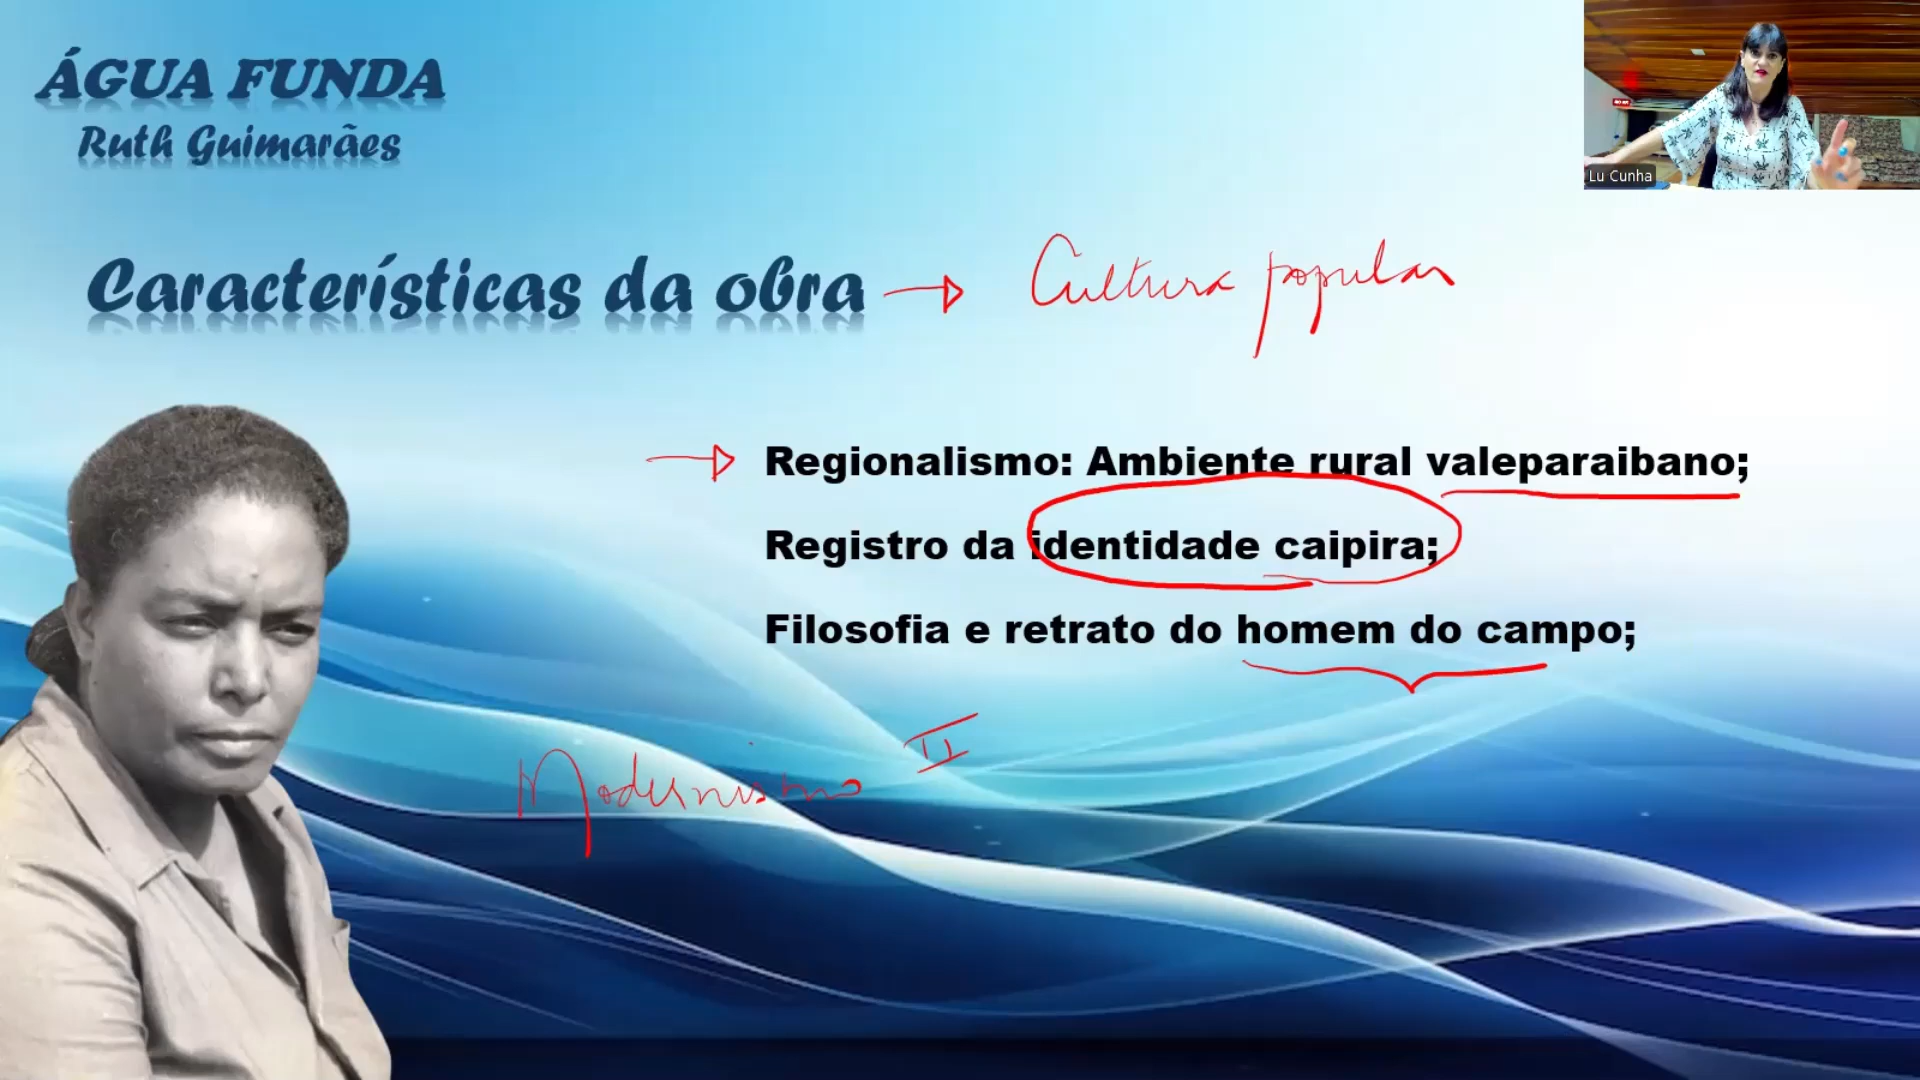 ÁGUA FUNDA
Ruth Guimarães
Lu Cunha
Características da obra
Cultura popular
Regionalismo: Ambiente rural valeparaibano;
Registro da identidade caipira;
Filosofia e retrato do homem do campo;
Modernismo II